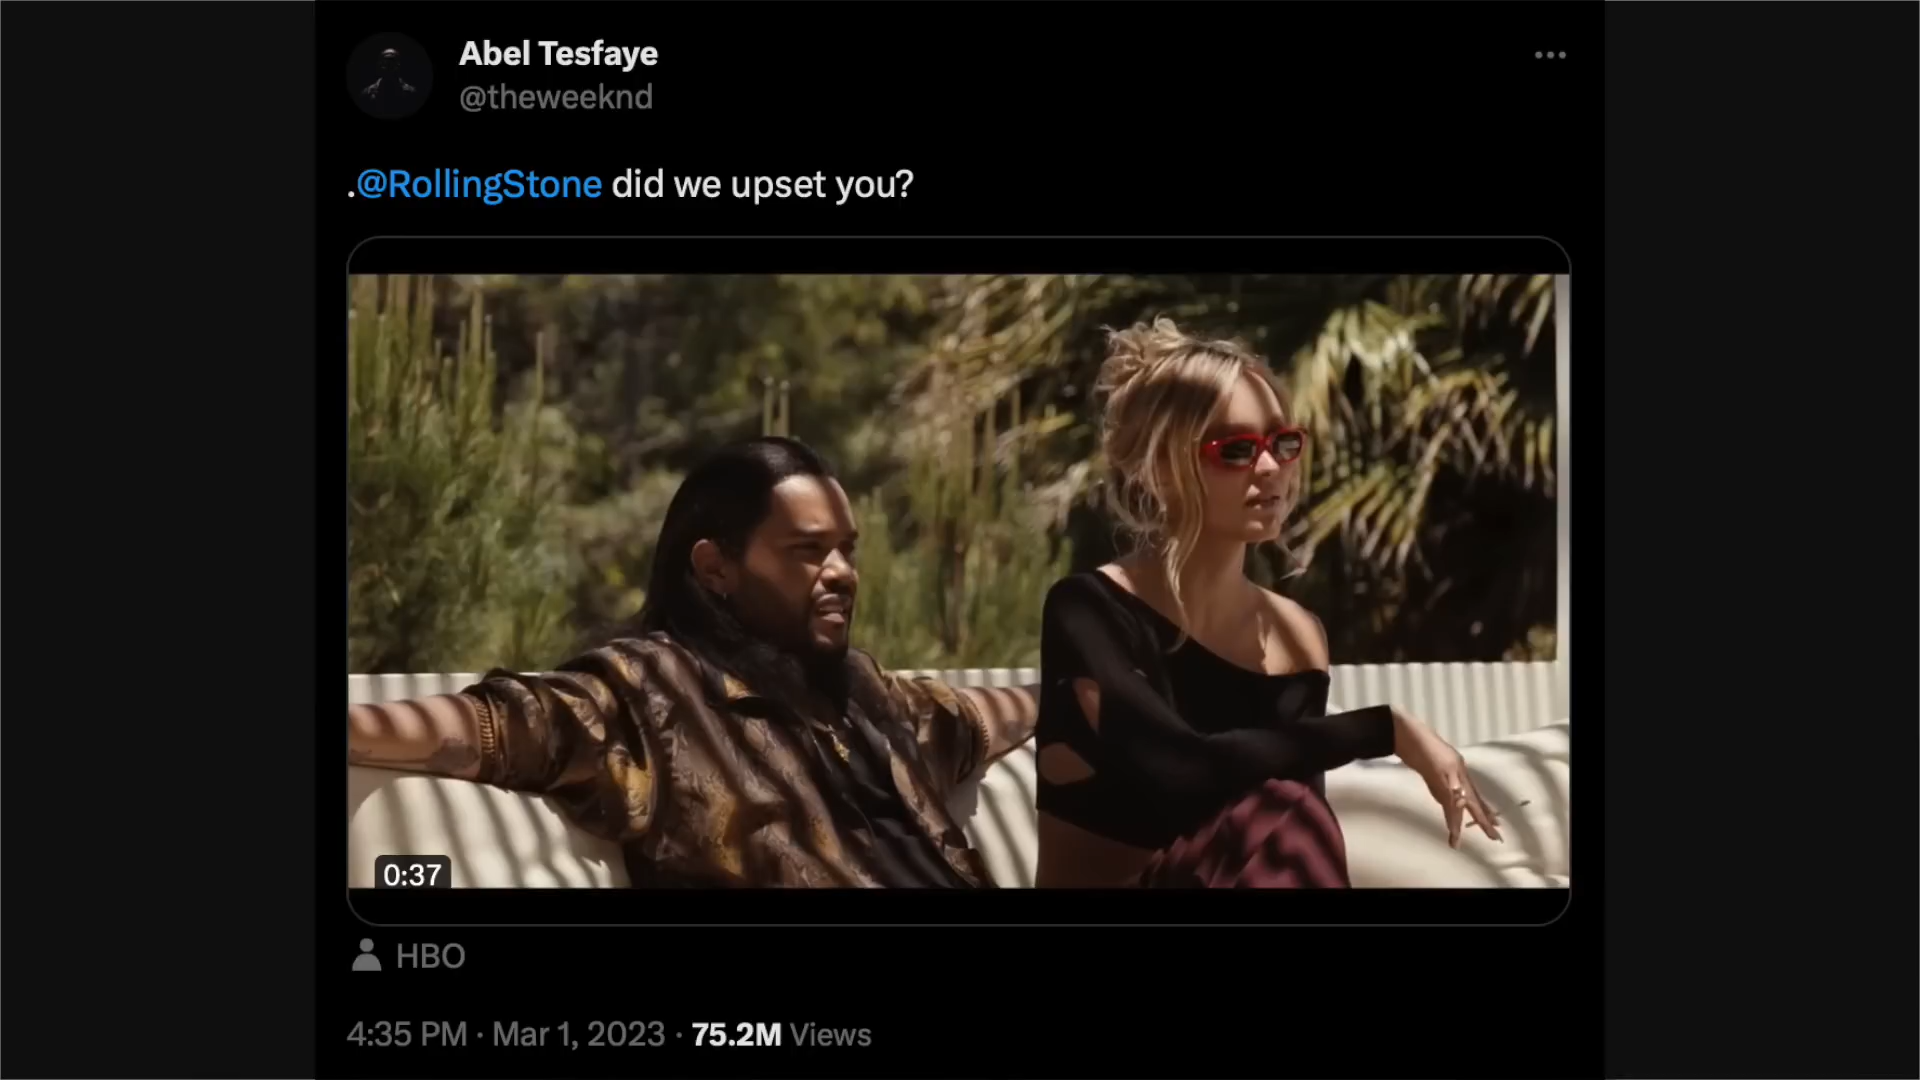 Abel Tesfaye
@theweeknd
.@RollingStone did we upset you?
0:37
HBO
4:35 PM · Mar 1, 2023 · 75.2M Views